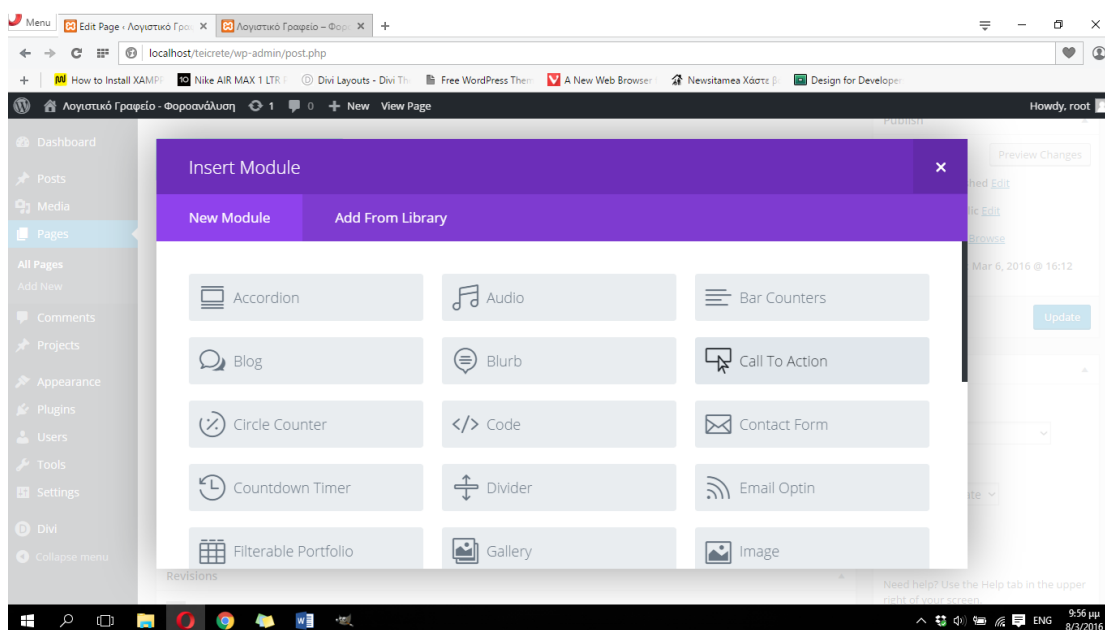 Menu Edit Page ‹ Λογιστικό Γρα × Λογιστικό Γραφείο – Φορο × +
localhost/teicrete/wp-admin/post.php
+ How to Install XAMP Nike AIR MAX 1 LTR Divi Layouts - Divi Th Free WordPress Them A New Web Browser Newsitamea Χάστε β Design for Developer
Λογιστικό Γραφείο - Φοροανάλυση 1 0 + New View Page Howdy, root
Publish
Dashboard
Preview Changes
Insert Module ×
Posts
hed Edit
Media
lic Edit
New Module Add From Library
Pages
Browse
All Pages
Mar 6, 2016 @ 16:12
Add New
Accordion Audio Bar Counters
Comments
Update
Projects
Blog Blurb Call To Action
Appearance
Plugins
Circle Counter Code Contact Form
Users
Tools
Countdown Timer Divider Email Optin
Settings
ate
Divi
Filterable Portfolio Gallery Image
Collapse menu
Revisions
Need help? Use the Help tab in the upper
right of your screen.
ENG 9:56 μμ
8/3/2016